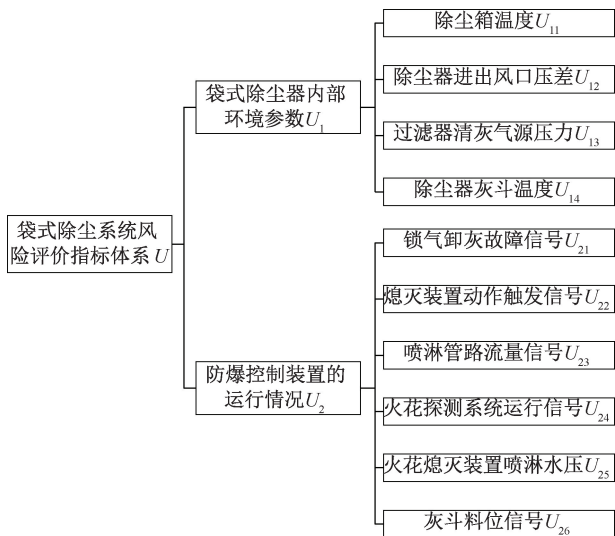 袋式除尘系统风
险评价指标体系U
袋式除尘器内部
环境参数U₁
除尘箱温度U₁₁
除尘器进出风口压差U₁₂
过滤器清灰气源压力U₁₃
除尘器灰斗温度U₁₄
防爆控制装置的
运行情况U₂
锁气卸灰故障信号U₂₁
熄灭装置动作触发信号U₂₂
喷淋管路流量信号U₂₃
火花探测系统运行信号U₂₄
火花熄灭装置喷淋水压U₂₅
灰斗料位信号U₂₆